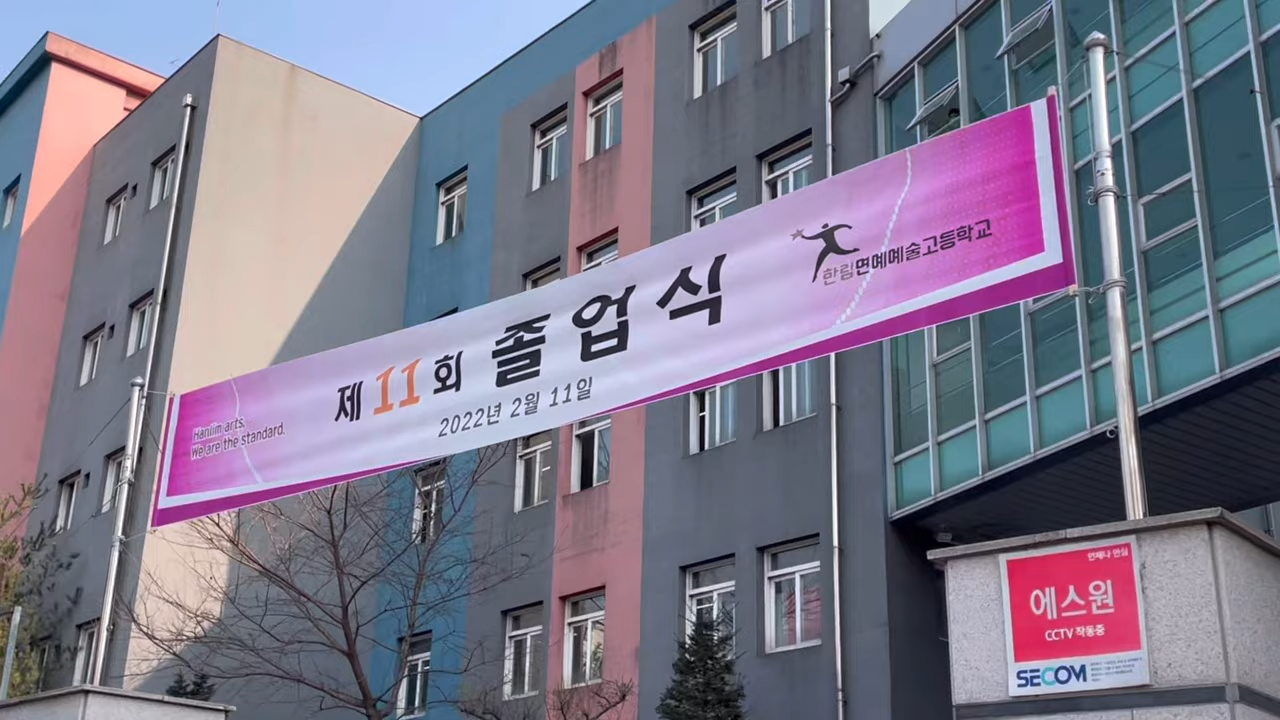 Hanlim arts.
We are the standard.
제 11 회 졸업식
2022년 2월 11일
한림연예예술고등학교
언제나 안심
에스원
CCTV 작동중
SECOM